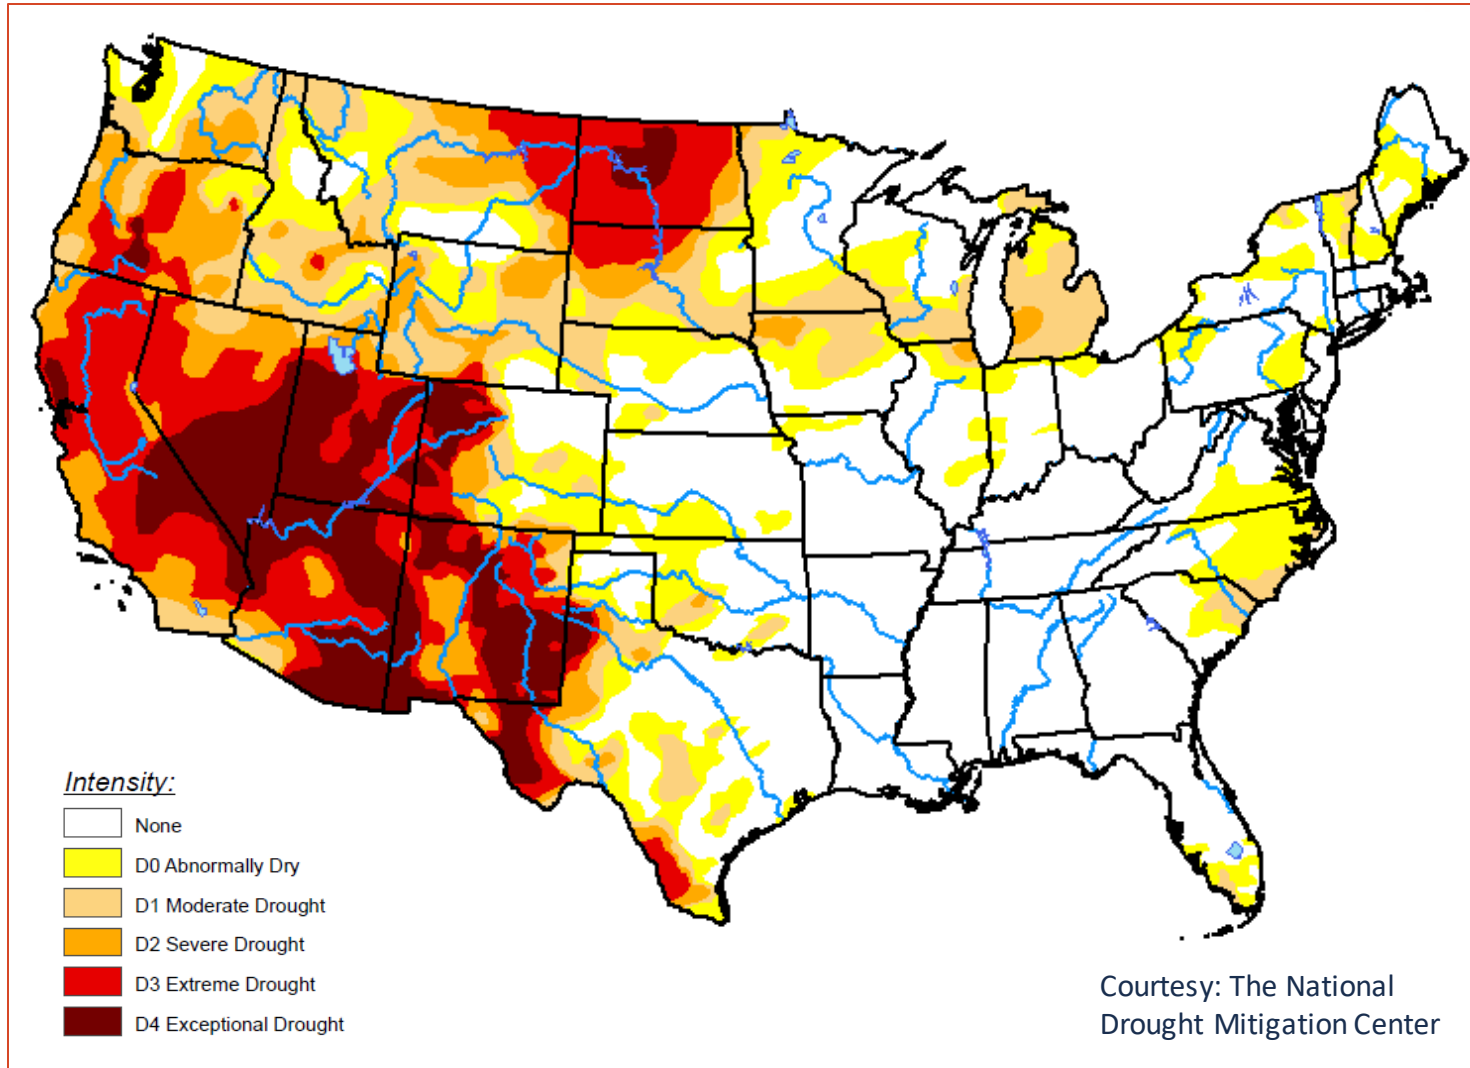 Intensity:
None
D0 Abnormally Dry
D1 Moderate Drought
D2 Severe Drought
D3 Extreme Drought
D4 Exceptional Drought
Courtesy: The National
Drought Mitigation Center